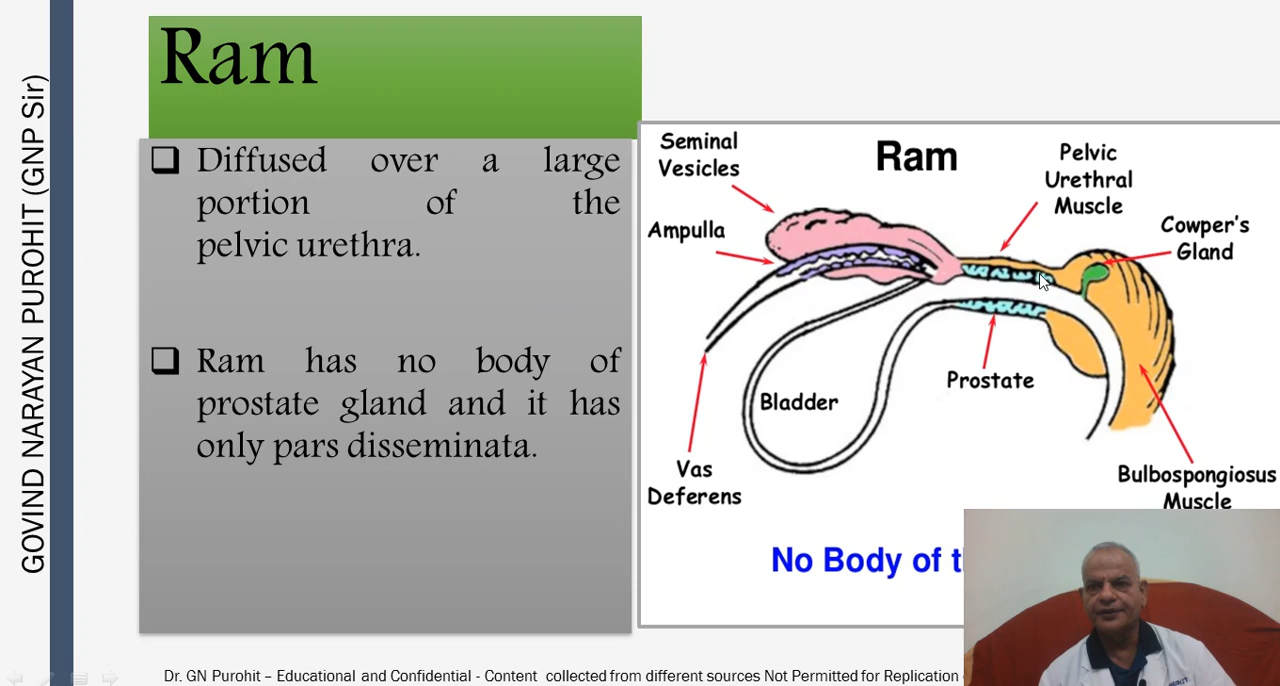 GOVIND NARAYAN PUROHIT (GNP Sir)
Ram
❑ Diffused over a large
portion of the
pelvic urethra.
❑ Ram has no body of
prostate gland and it has
only pars disseminata.
Ram
Seminal
Vesicles
Ampulla
Pelvic
Urethral
Muscle
Cowper's
Gland
Prostate
Bladder
Vas
Deferens
Bulbospongiosus
Muscle
No Body of
Dr. GN Purohit – Educational and Confidential - Content collected from different sources Not Permitted for Replication